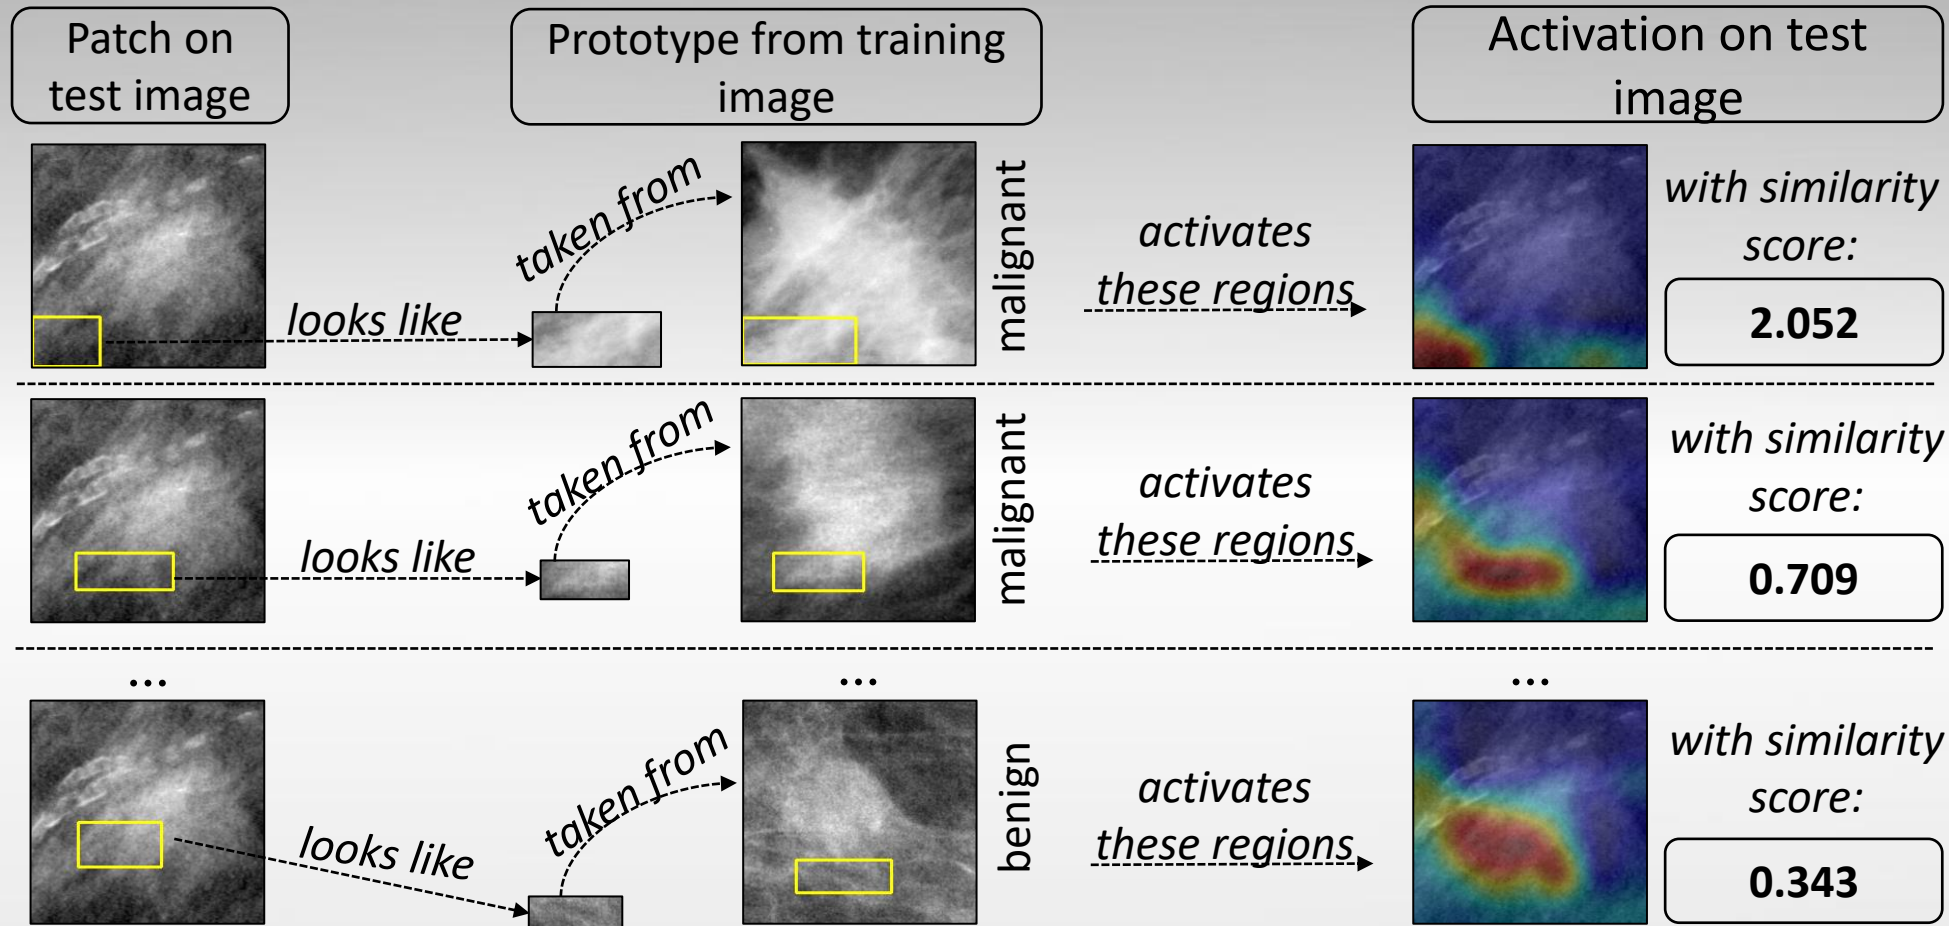 Patch on
test image
Prototype from training
image
Activation on test
image
looks like
taken from
malignant
activates
these regions
with similarity
score:
2.052
looks like
taken from
malignant
activates
these regions
with similarity
score:
0.709
...
...
...
looks like
taken from
benign
activates
these regions
with similarity
score:
0.343